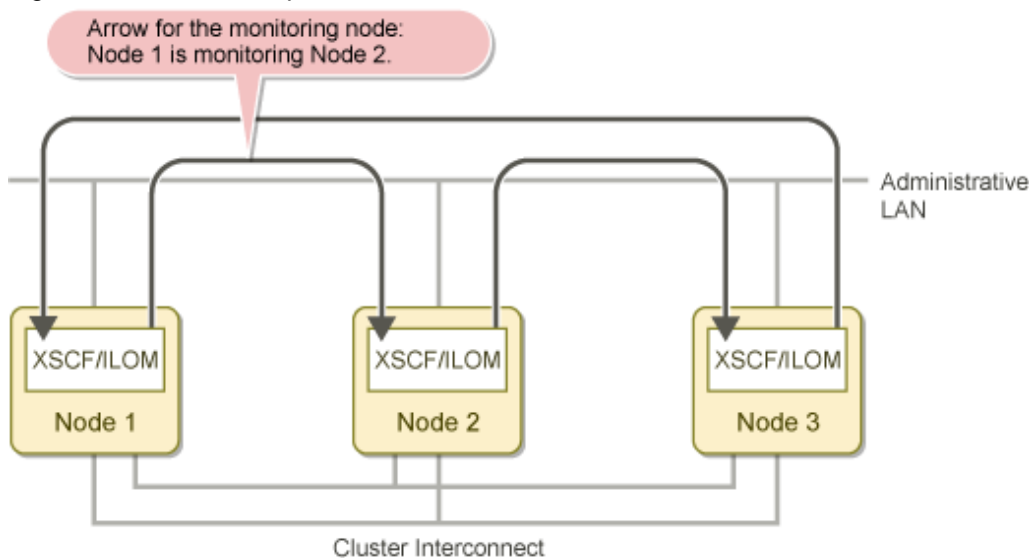 Arrow for the monitoring node:
Node 1 is monitoring Node 2.
Administrative
LAN
XSCF/ILOM
XSCF/ILOM
XSCF/ILOM
Node 1
Node 2
Node 3
Cluster Interconnect